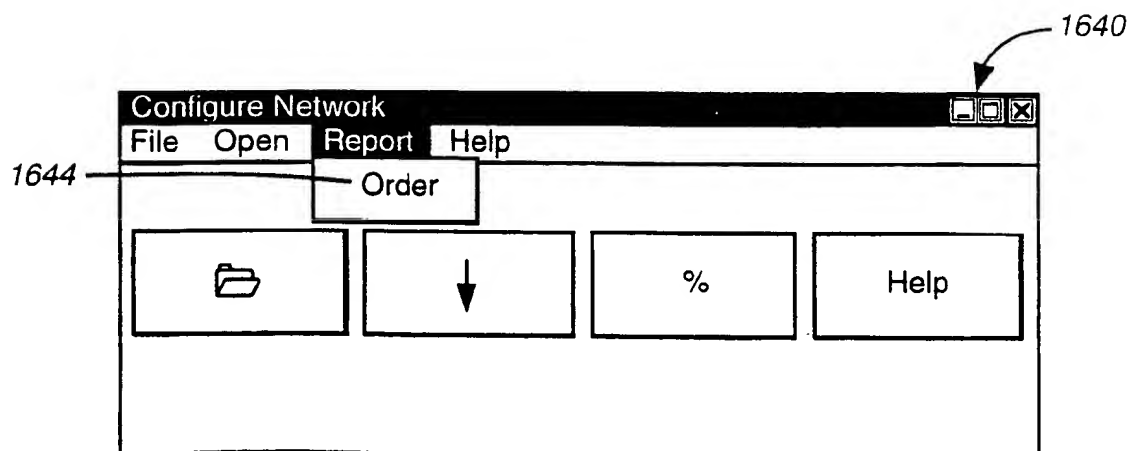 1640
Configure Network
File Open Report Help
1644
Order
% Help